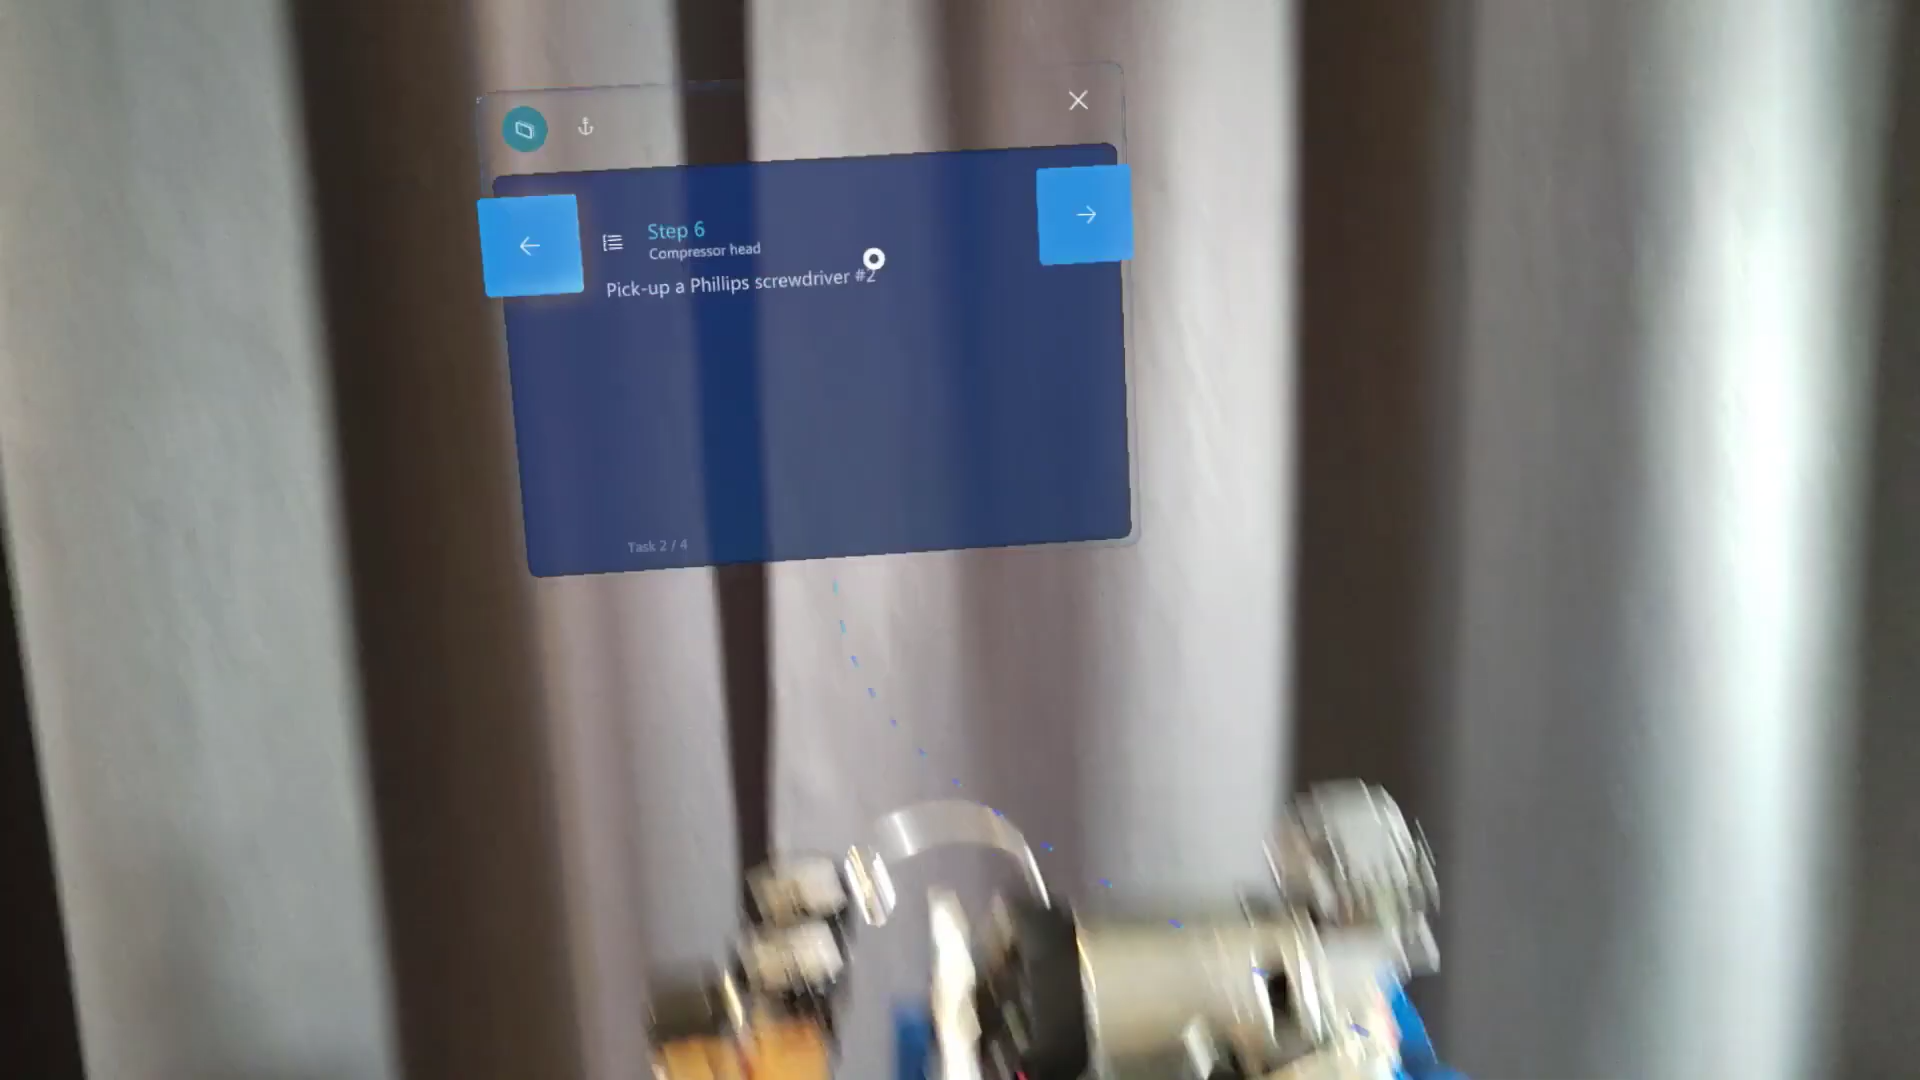 Step 6
Compressor head
Pick-up a Phillips screwdriver #2
Task 2 / 4